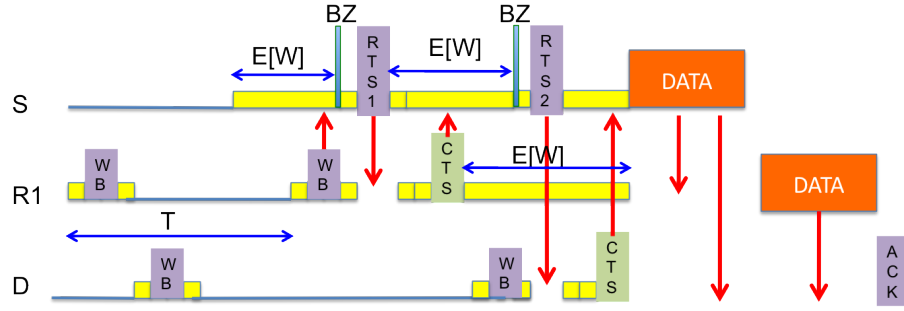 BZ BZ
E[W] RTS1 E[W] RTS2 DATA
S
WB WB CTS E[W] DATA
R1
T
WB WB CTS ACK
D